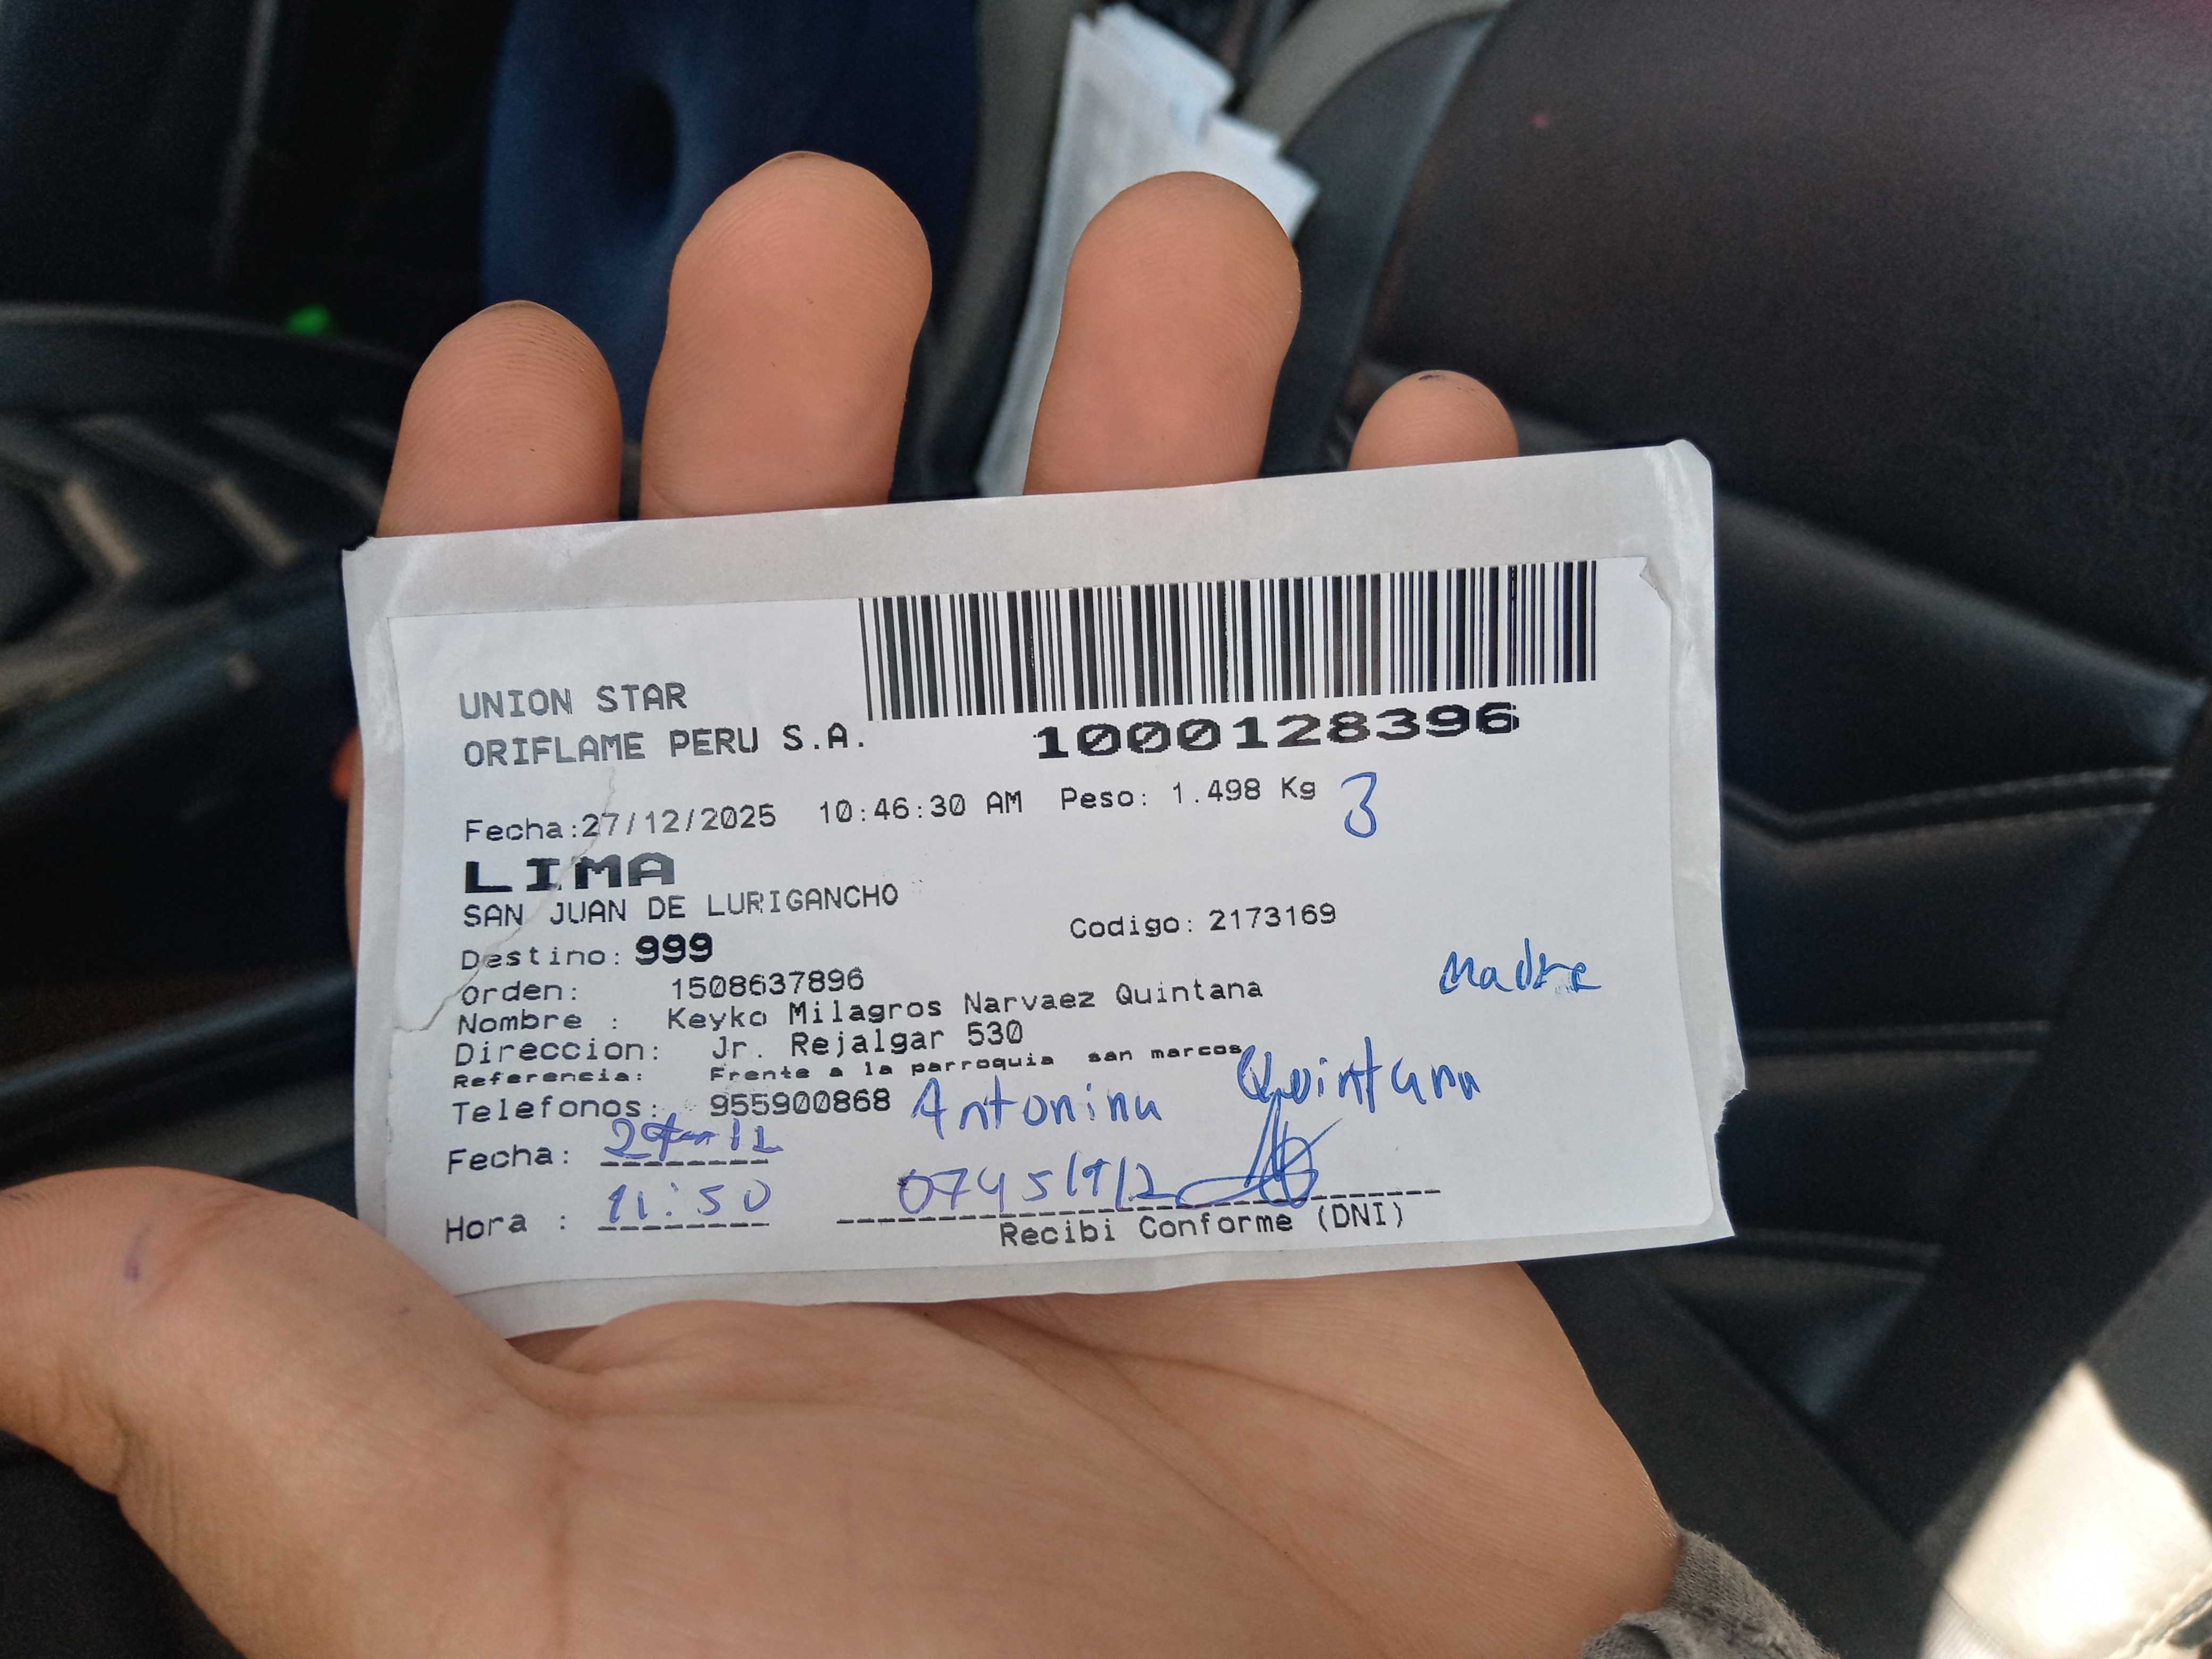 UNION STAR
ORIFLAME PERU S.A.
1000128396
Fecha:27/12/2025 10:46:30 AM Peso: 1.498 Kg 3
LIMA
SAN JUAN DE LURIGANCHO
Codigo: 2173169
Destino: 999
Orden: 1508637896
Madre
Nombre : Keyko Milagros Narvaez Quintana
Direccion: Jr. Rejalgar 530
Referencia: Frente a la parroquia san marcos
Telefonos: 955900868 Antonina Quintana
Fecha:
Hora : 11:50
Recibi Conforme (DNI)